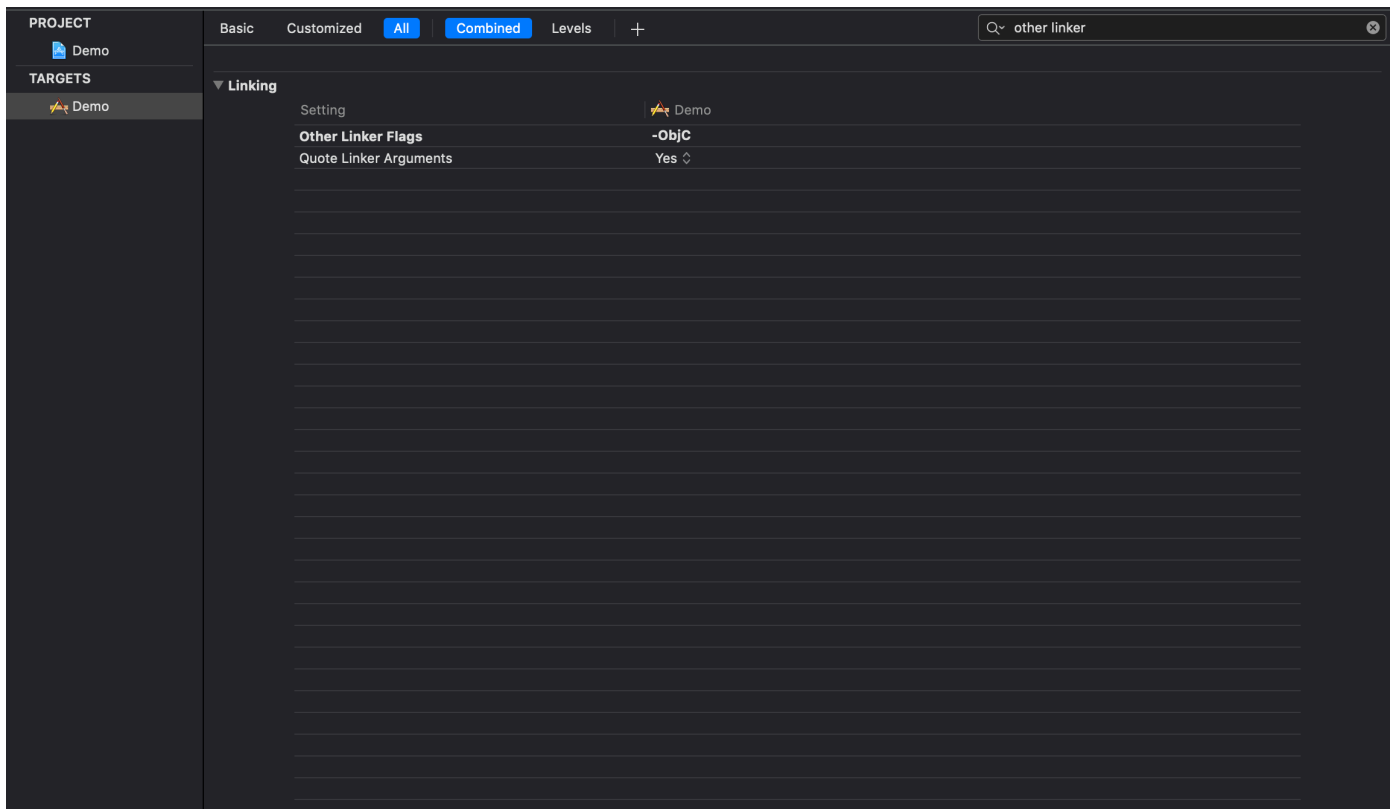 PROJECT
Demo
TARGETS
Demo
Basic Customized All Combined Levels +
other linker
Linking
Setting Demo
Other Linker Flags -ObjC
Quote Linker Arguments Yes